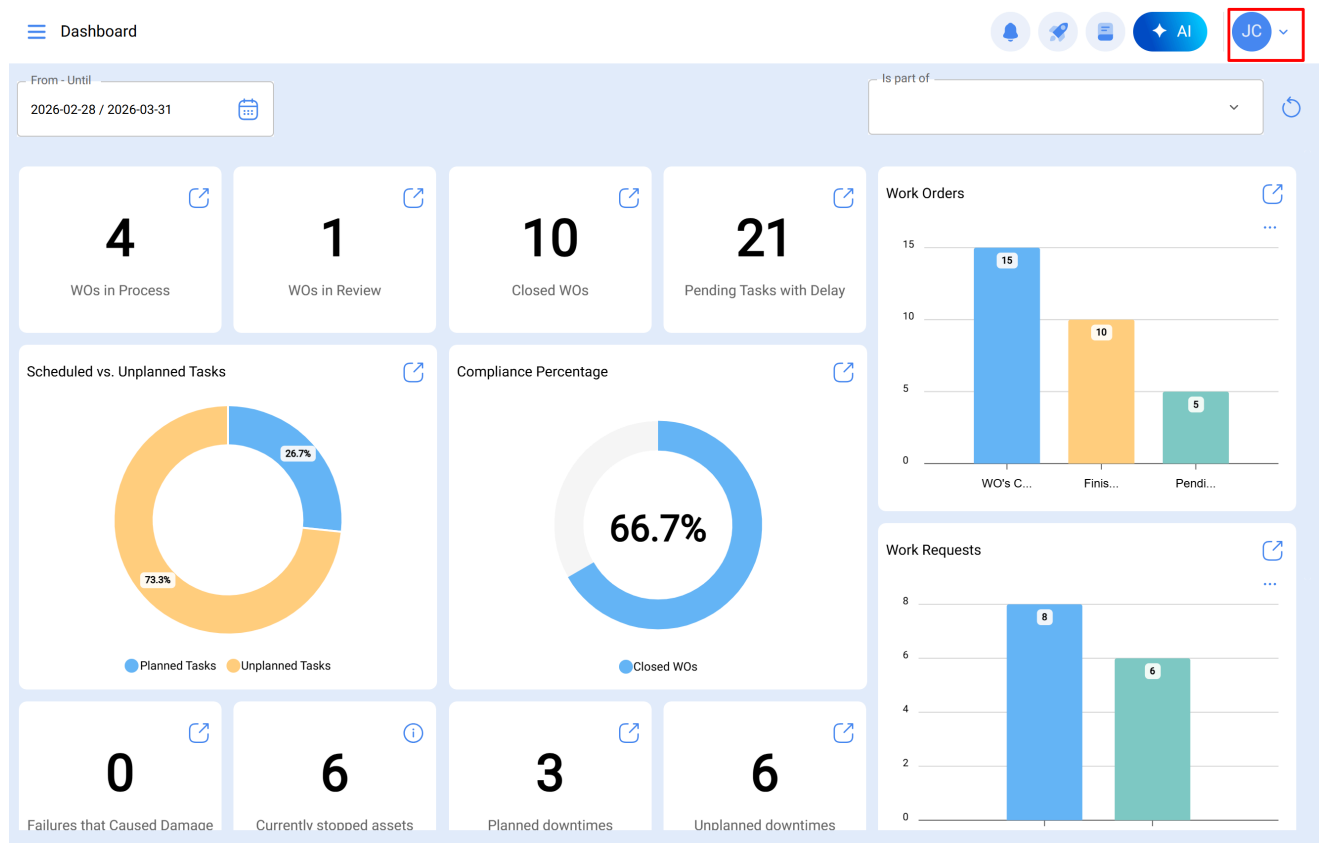 Dashboard
AI
JC
From - Until
2026-02-28 / 2026-03-31
Is part of
4
WOs in Process
1
WOs in Review
10
Closed WOs
21
Pending Tasks with Delay
Work Orders
...
15
10
5
0
15
10
5
WO's C...
Finis...
Pendi...
Scheduled vs. Unplanned Tasks
26.7%
73.3%
Planned Tasks
Unplanned Tasks
Compliance Percentage
66.7%
Closed WOs
Work Requests
...
8
6
4
2
0
8
6
0
Failures that Caused Damage
6
Currently stopped assets
3
Planned downtimes
6
Unplanned downtimes